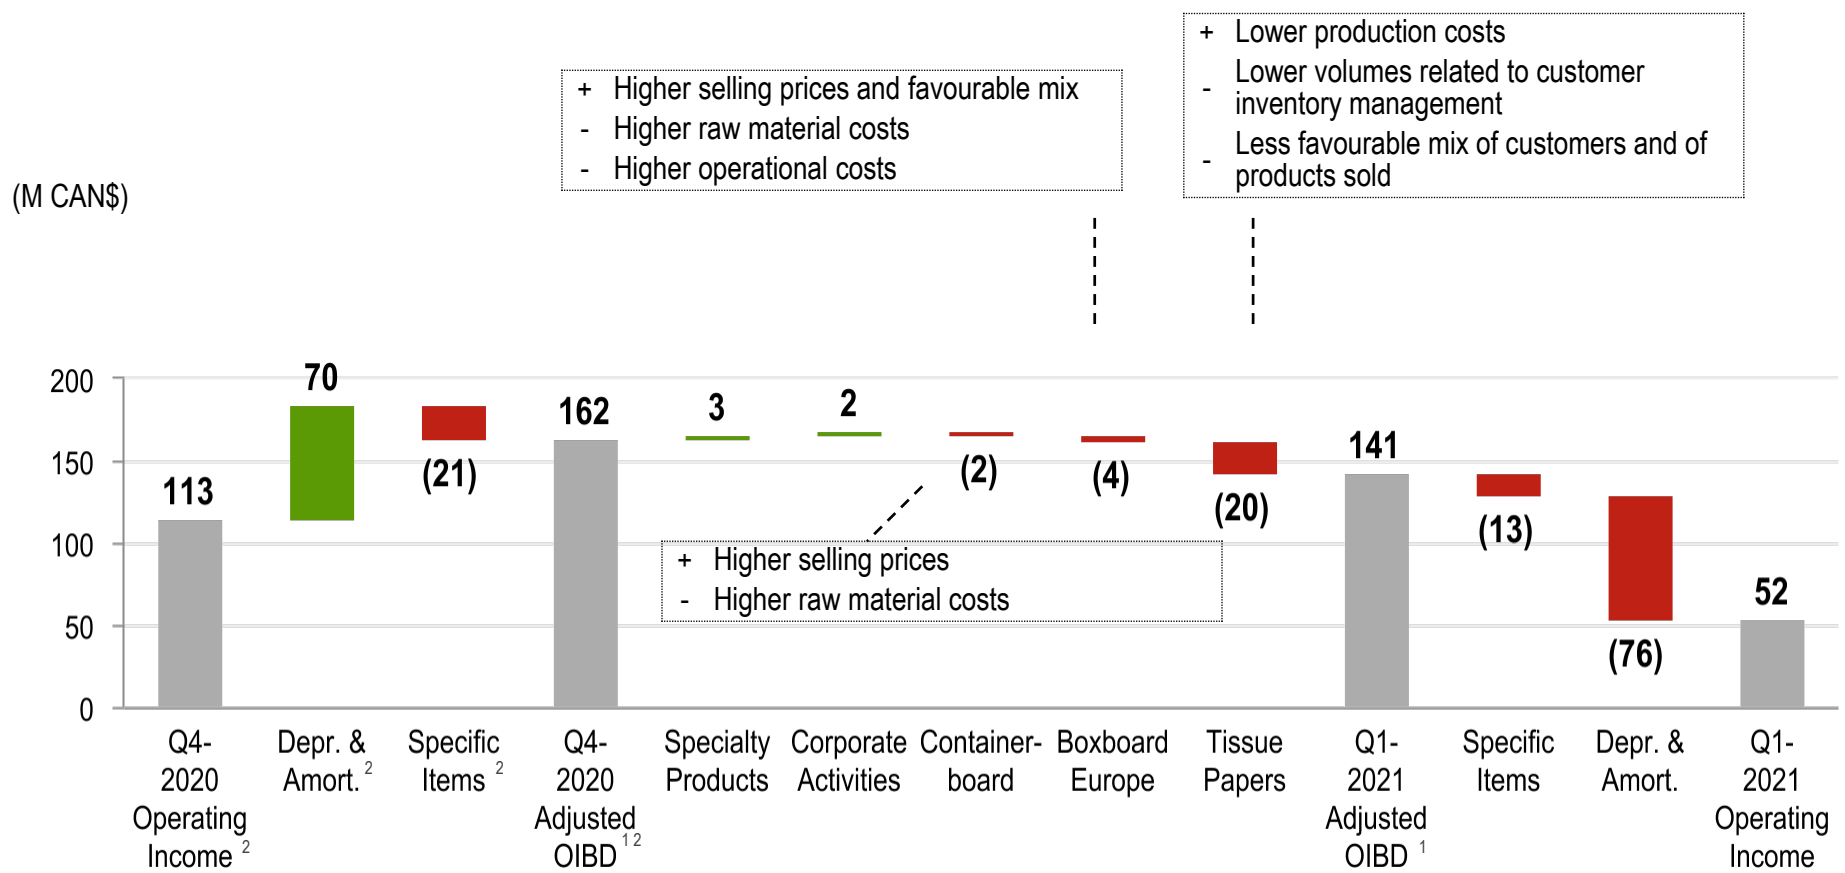 + Lower production costs
- Lower volumes related to customer
inventory management
- Less favourable mix of customers and of
products sold
+ Higher selling prices and favourable mix
- Higher raw material costs
- Higher operational costs
(M CAN$)
200
150
100
50
0
113
70
(21)
162
3
2
(2)
(4)
(20)
141
(13)
(76)
52
+ Higher selling prices
- Higher raw material costs
Q4-
2020
Operating
Income 2
Depr. &
Amort. 2
Specific
Items 2
Q4-
2020
Adjusted
OIBD 1 2
Specialty
Products
Corporate
Activities
Container-
board
Boxboard
Europe
Tissue
Papers
Q1-
2021
Adjusted
OIBD 1
Specific
Items
Depr. &
Amort.
Q1-
2021
Operating
Income